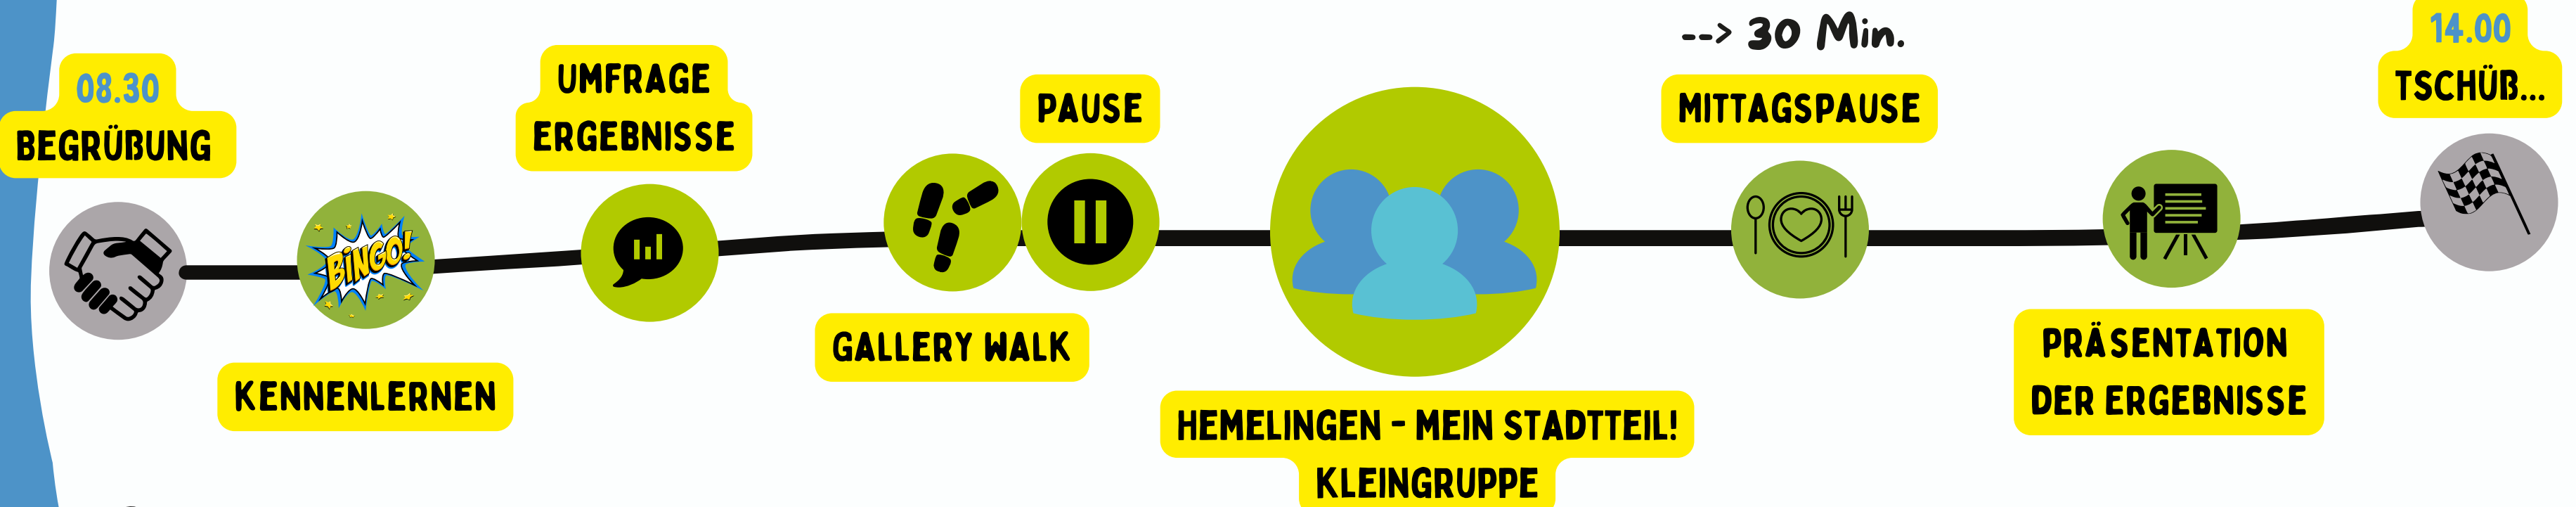 08.30
BEGRÜßUNG
BINGO!
KENNENLERNEN
UMFRAGE
ERGEBNISSE
GALLERY WALK
PAUSE
HEMELINGEN - MEIN STADTTEIL!
KLEINGRUPPE
--> 30 Min.
MITTAGSPAUSE
PRÄSENTATION
DER ERGEBNISSE
14.00
TSCHÜß...